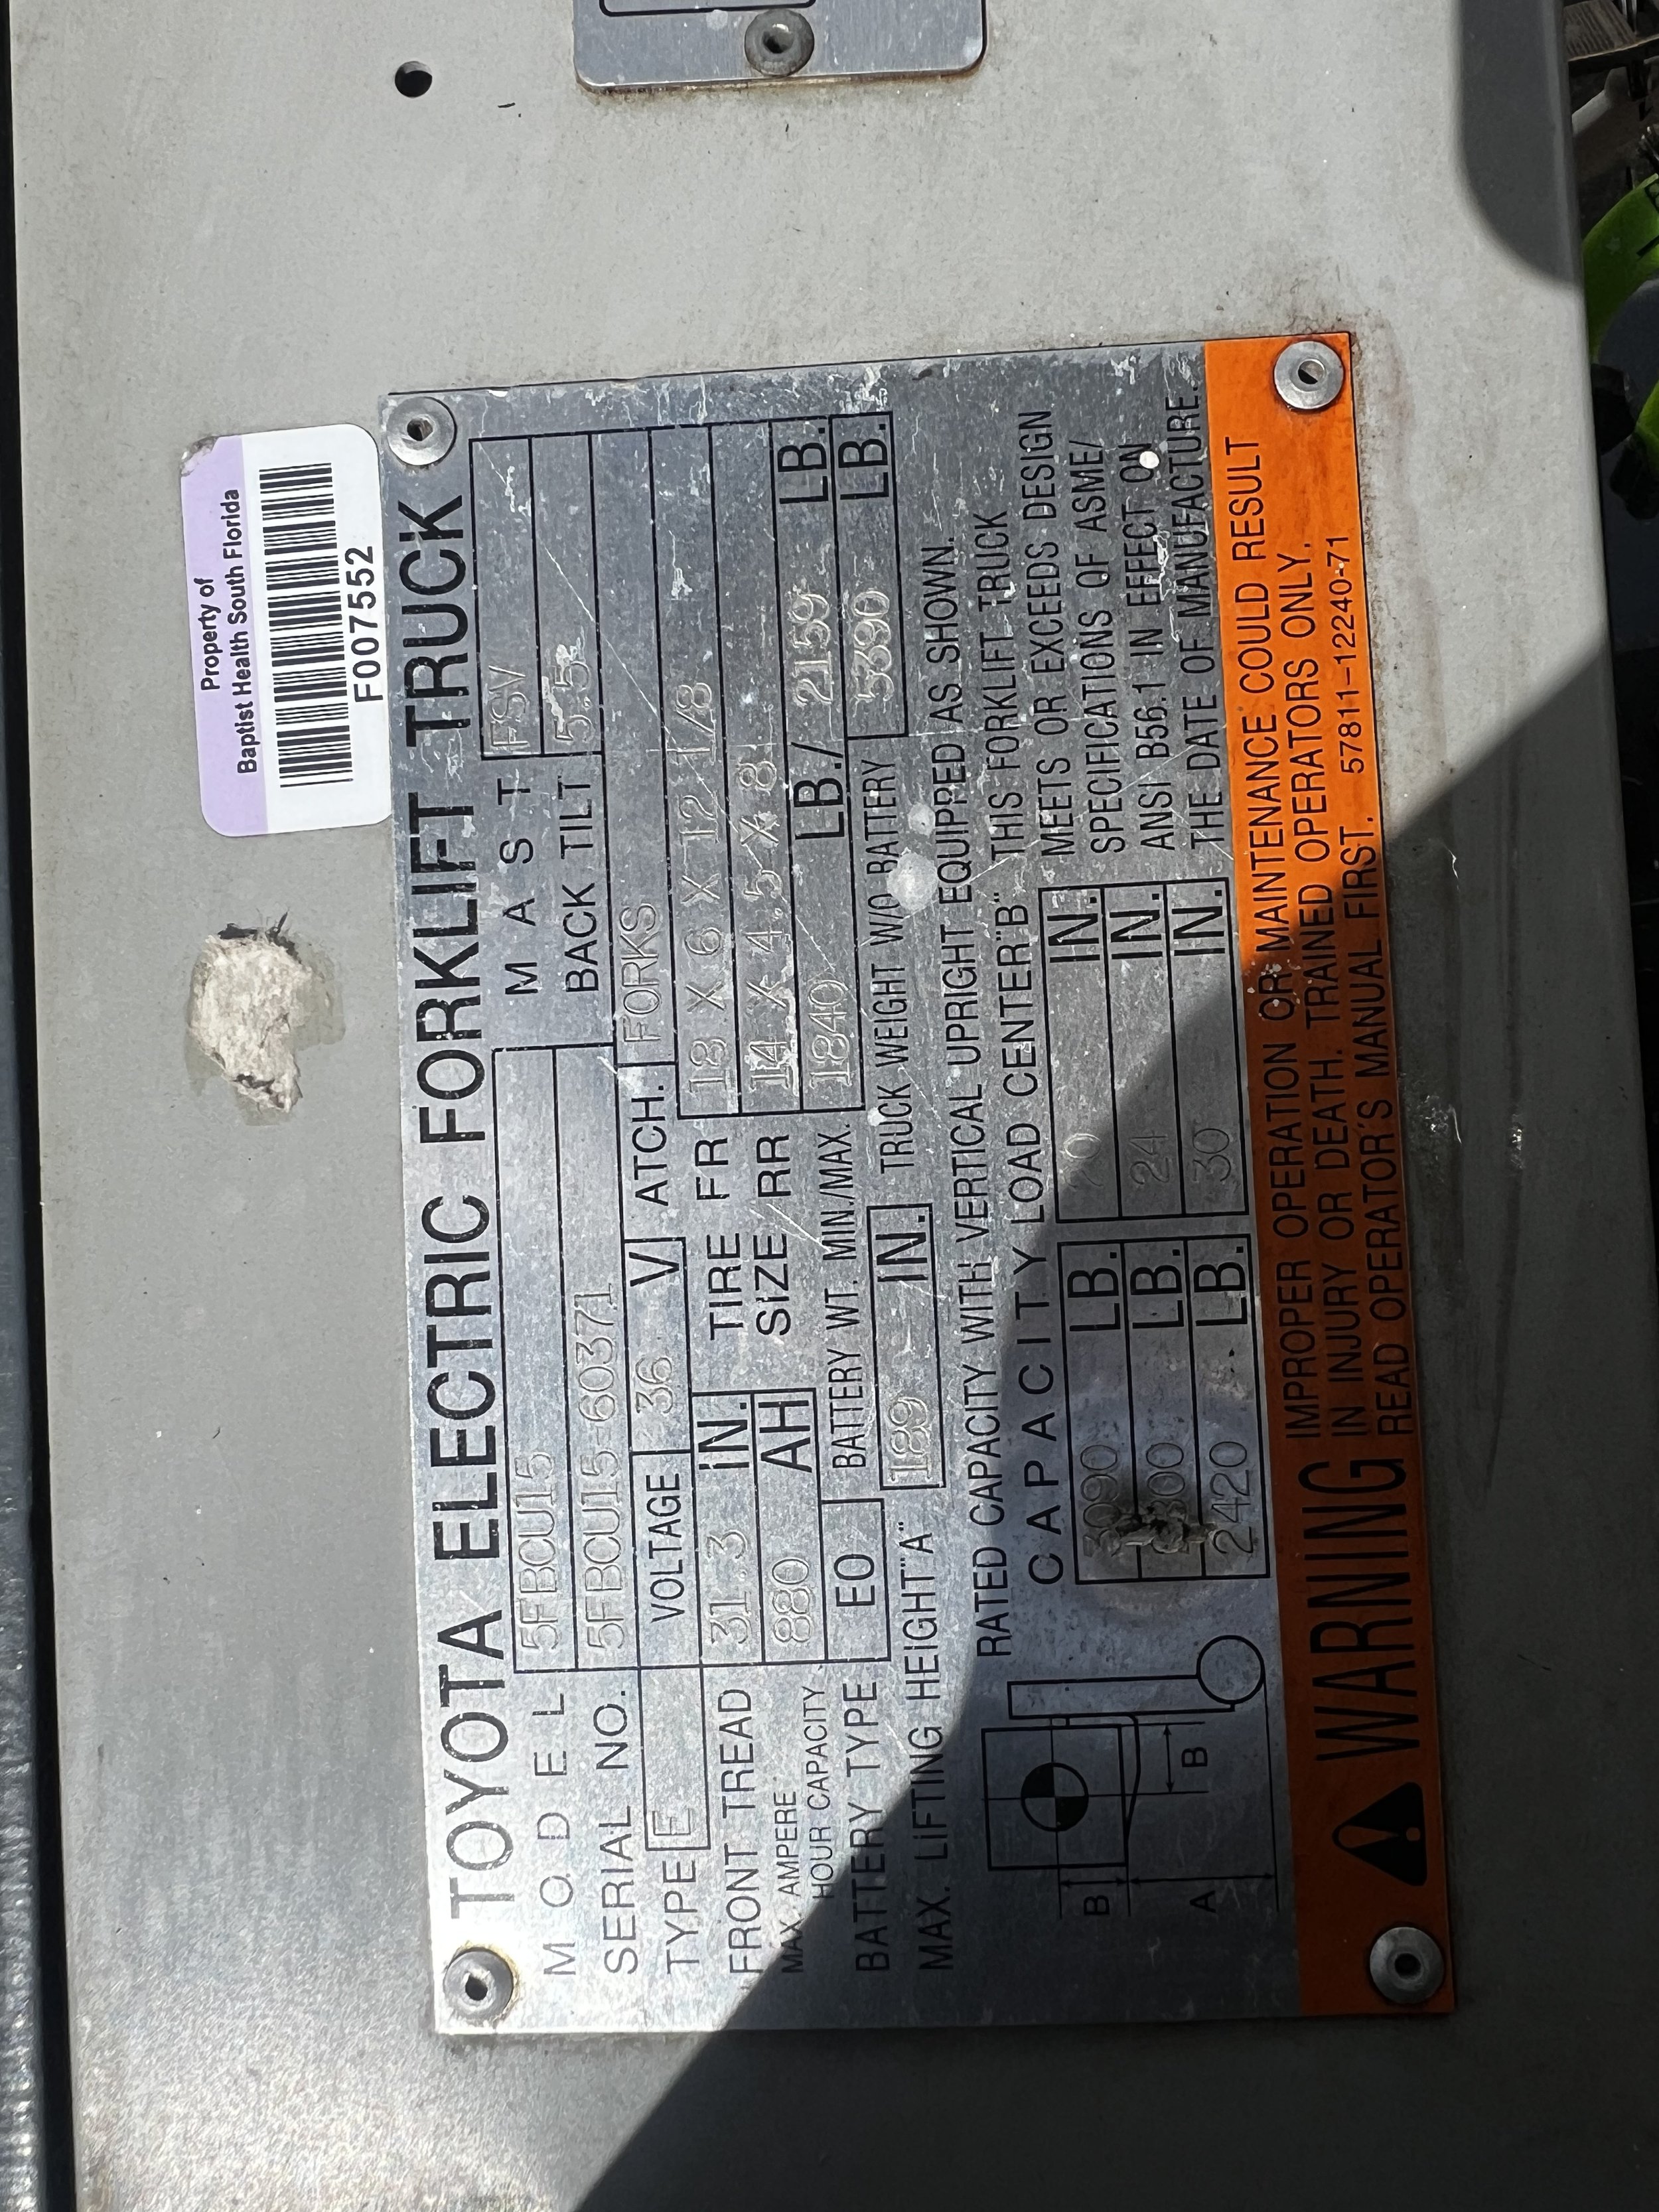 Property of
Baptist Health South Florida
F007552
TOYOTA ELECTRIC FORKLIFT TRUCK
MODEL 5FBCU15 MAST FSV
SERIAL NO. 5FBCU15-60371 BACK TILT 5.5
TYPE E VOLTAGE 36 V ATCH. FORKS
FRONT TREAD 31.3 IN. TIRE FR 18 X 6 X 12 1/8
MAX. AMPERE HOUR CAPACITY 880 AH SIZE RR 14 X 4.5 X 8
BATTERY TYPE EO BATTERY WT. MIN./MAX. 1840 LB./ 2159 LB.
MAX. LIFTING HEIGHT"A" 189 IN. TRUCK WEIGHT W/O BATTERY 5390 LB.
RATED CAPACITY WITH VERTICAL UPRIGHT EQUIPPED AS SHOWN.
CAPACITY LOAD CENTER"B"
3090 LB. IN.
LB. 24 IN.
2420 LB. 30 IN.
THIS FORKLIFT TRUCK
MEETS OR EXCEEDS DESIGN
SPECIFICATIONS OF ASME/
ANSI B56.1 IN EFFECT ON
THE DATE OF MANUFACTURE.
B
A
B
WARNING
IMPROPER OPERATION OR MAINTENANCE COULD RESULT
IN INJURY OR DEATH. TRAINED OPERATORS ONLY.
READ OPERATOR'S MANUAL FIRST. 57811-12240-71